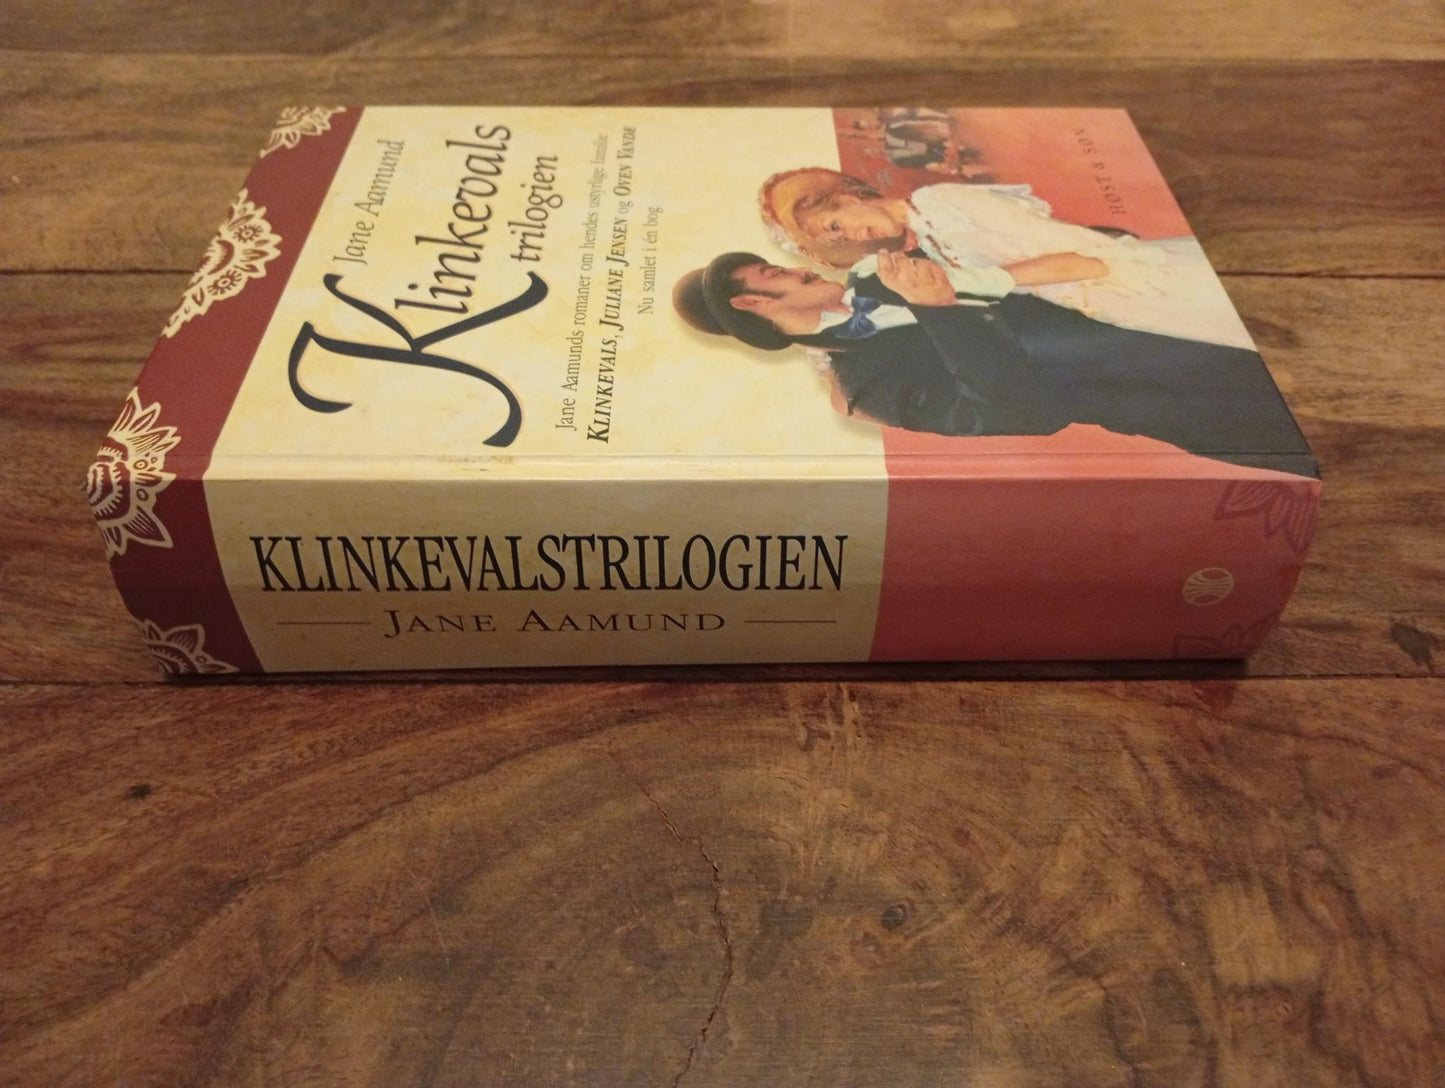 Jane Aamund
Klinkevals
trilogien
Jane Aamunds romaner om hendes ustyrlige familie
KLINKEVALS, JULIANE JENSEN og OVEN VANDE
Nu samlet i én bog
HØST & SØN
KLINKEVALSTRILOGIEN
JANE AAMUND